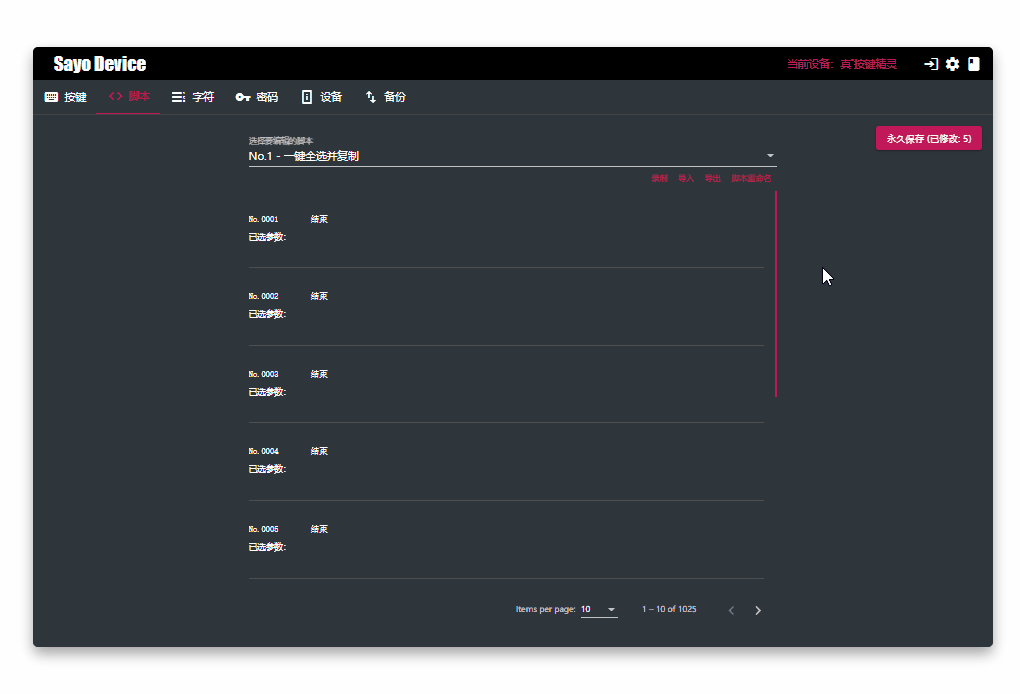 Sayo Device
当前设备: 真"按键精灵
按键 脚本 字符 密码 设备 备份
永久保存 (已修改: 5)
选择要编辑的脚本
No.1 - 一键全选并复制
录制 导入 导出 脚本重命名
No. 0001 结束
已选参数:
No. 0002 结束
已选参数:
No. 0003 结束
已选参数:
No. 0004 结束
已选参数:
No. 0005 结束
已选参数:
Items per page: 10 1 – 10 of 1025